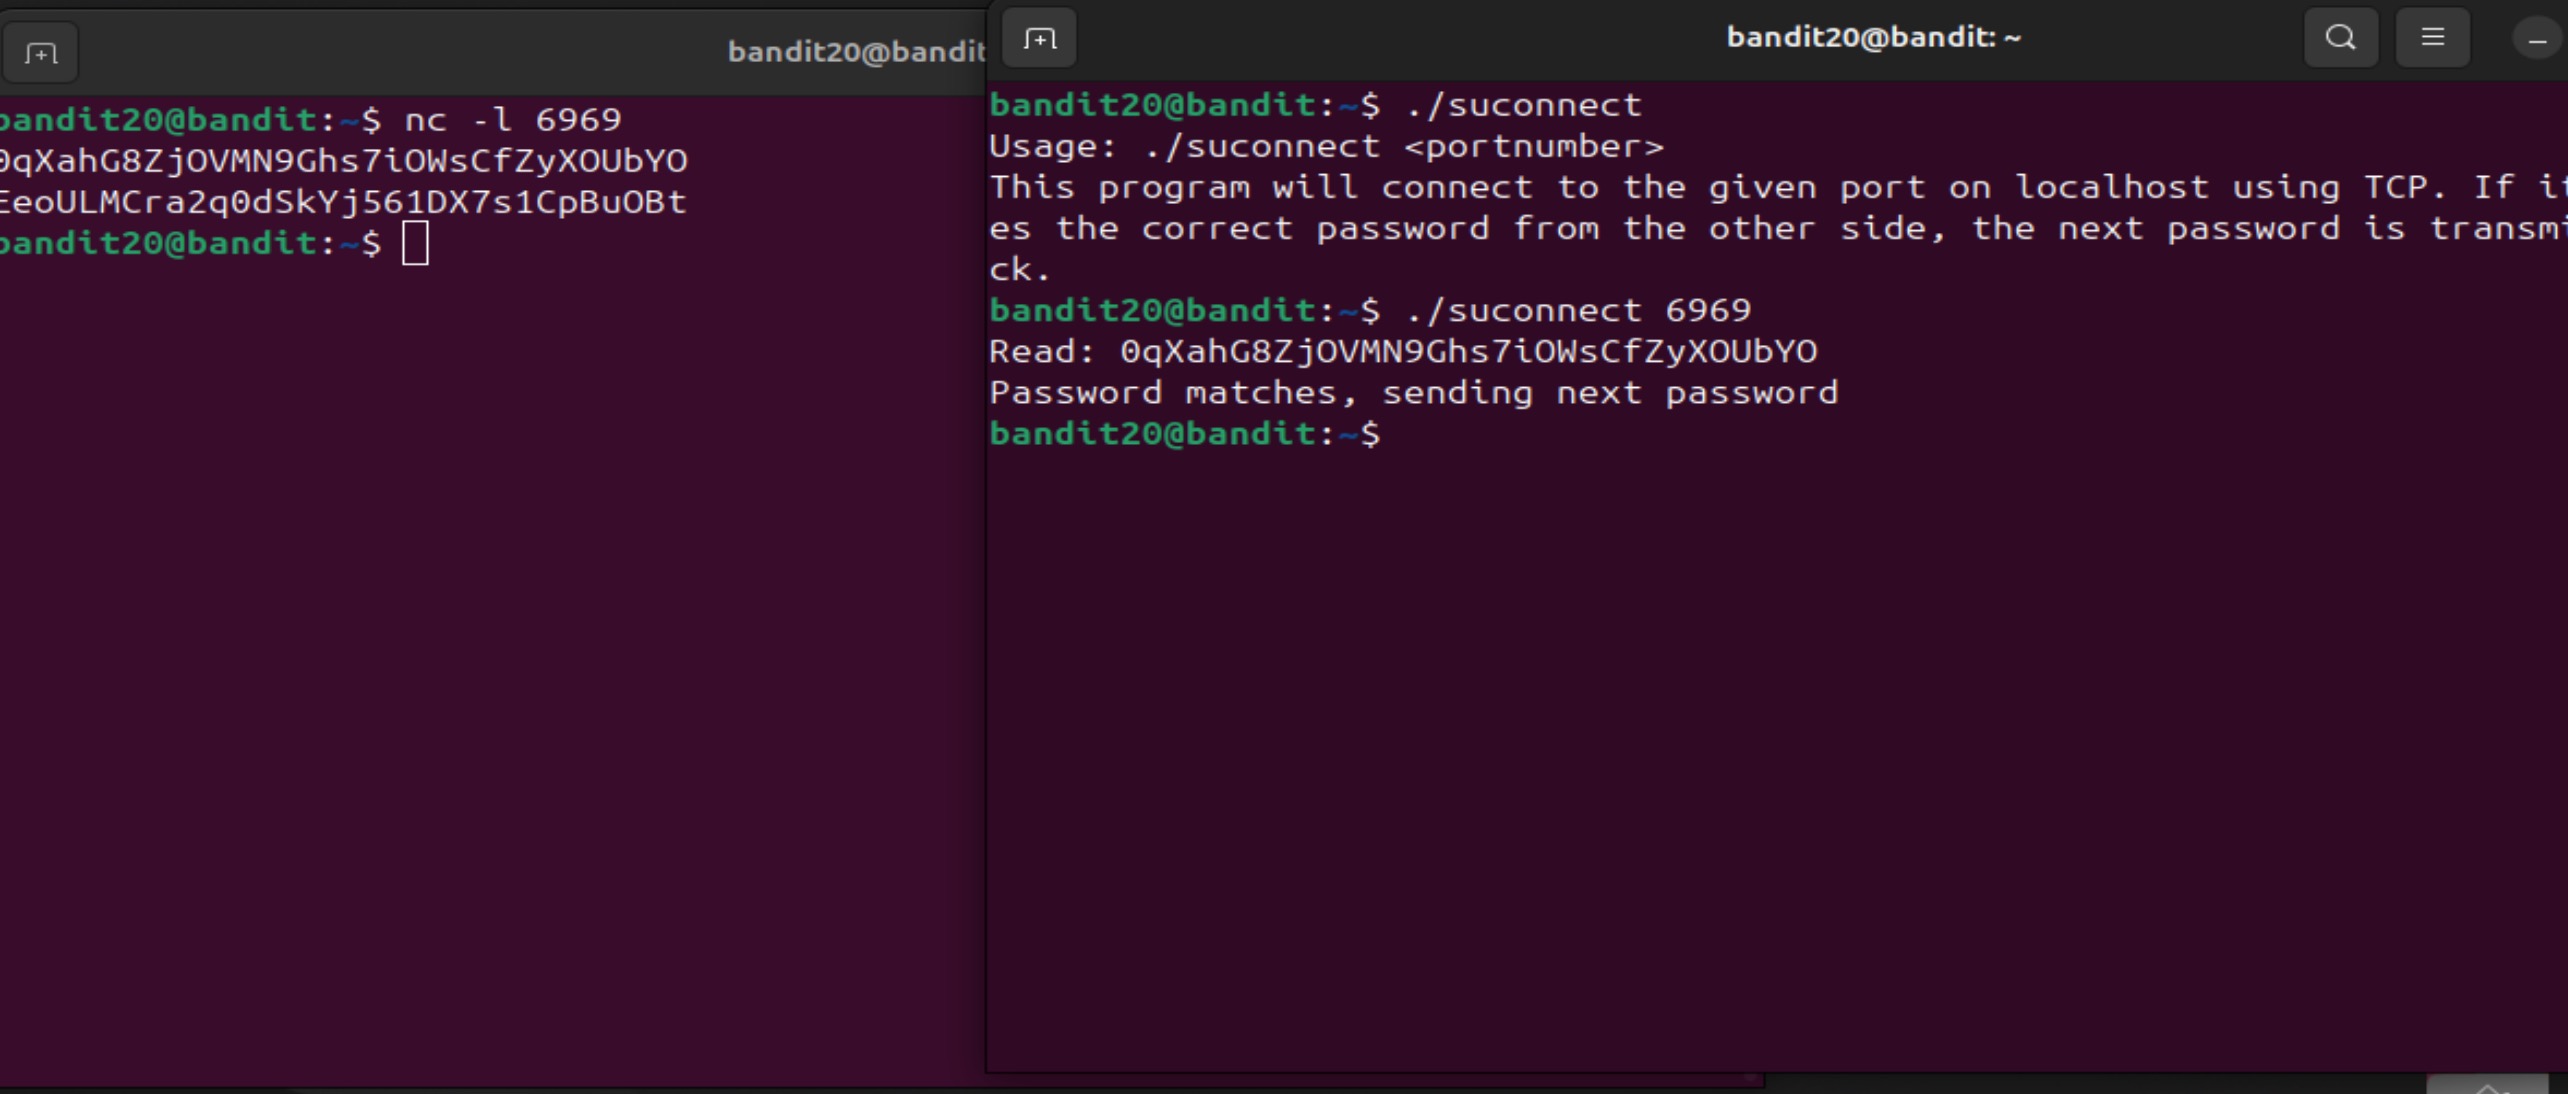 bandit20@bandit
bandit20@bandit:~$ nc -l 6969
0qXahG8ZjOVMN9Ghs7iOWsCfZyXOUbYO
EeoULMCra2q0dSkYj561DX7s1CpBuOBt
bandit20@bandit:~$
bandit20@bandit: ~
bandit20@bandit:~$ ./suconnect
Usage: ./suconnect <portnumber>
This program will connect to the given port on localhost using TCP. If it
es the correct password from the other side, the next password is transmi
ck.
bandit20@bandit:~$ ./suconnect 6969
Read: 0qXahG8ZjOVMN9Ghs7iOWsCfZyXOUbYO
Password matches, sending next password
bandit20@bandit:~$